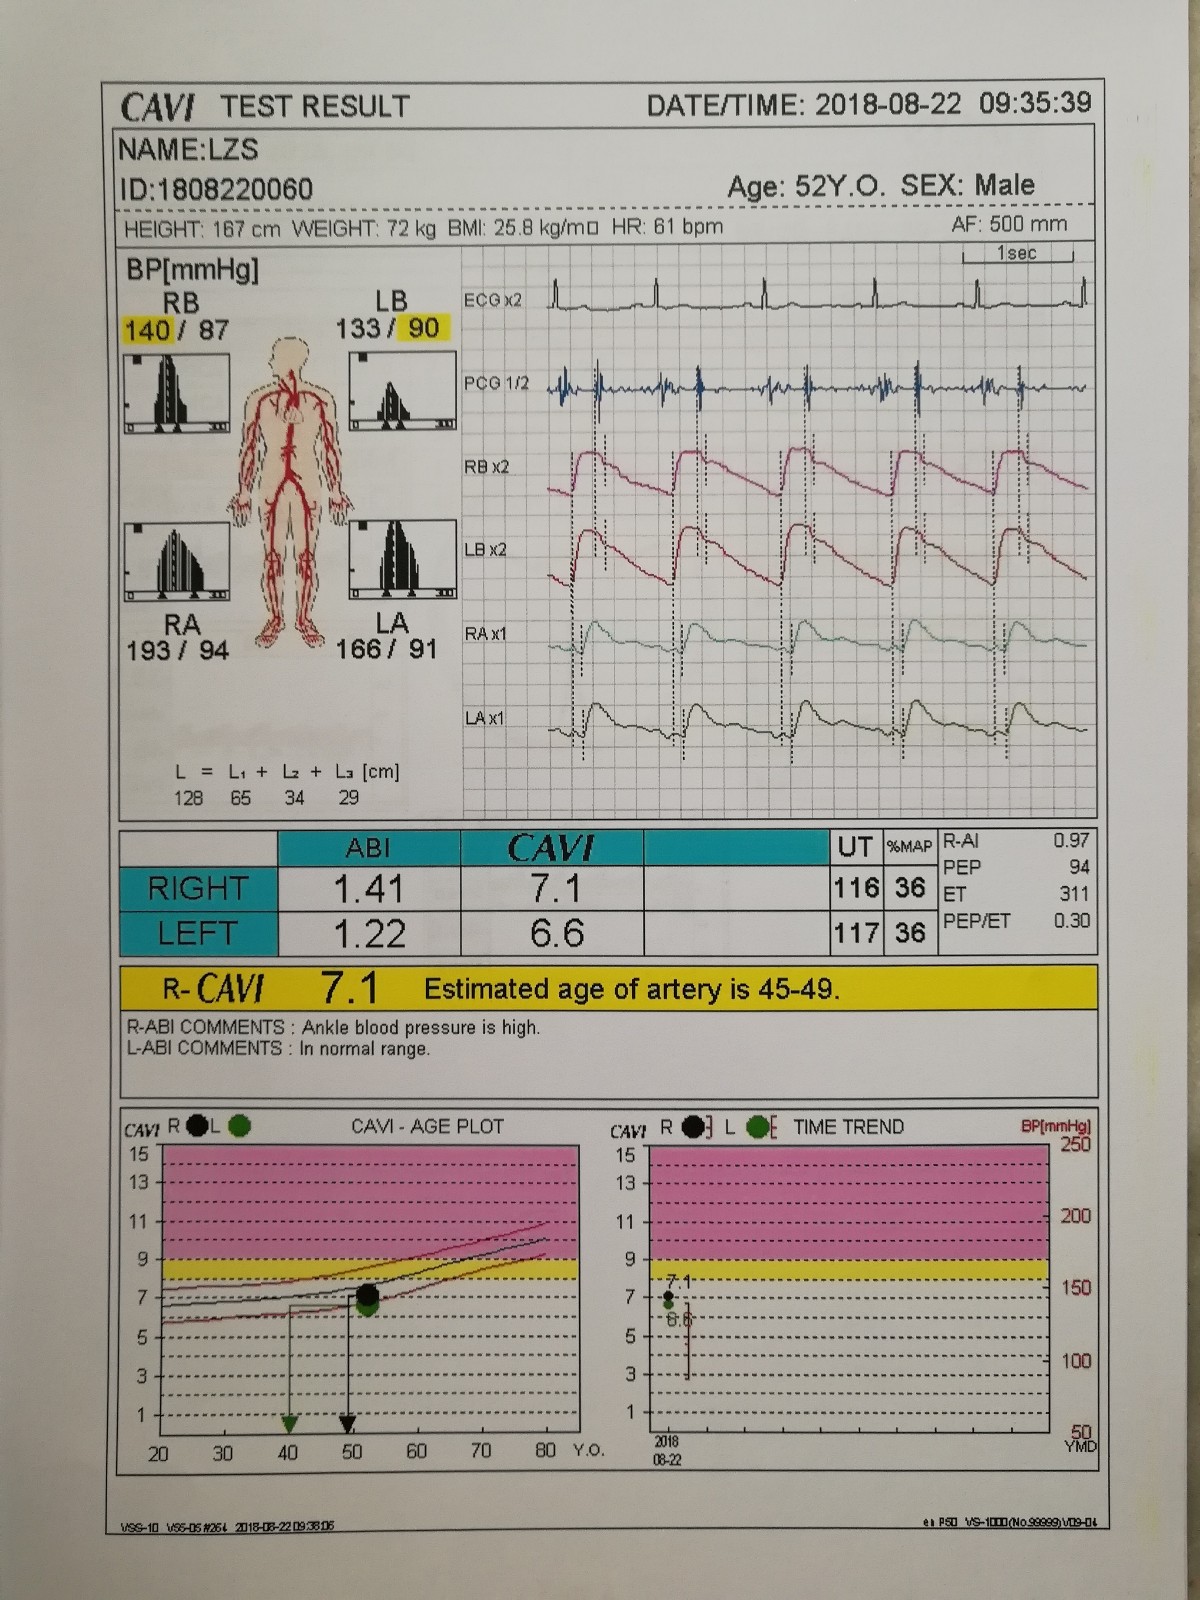 CAVI TEST RESULT DATE/TIME: 2018-08-22 09:35:39
NAME:LZS
ID:1808220060 Age: 52Y.O. SEX: Male
HEIGHT: 167 cm WEIGHT: 72 kg BMI: 25.8 kg/m□ HR: 61 bpm AF: 500 mm
BP[mmHg]
RB LB
140 / 87 133 / 90
RA LA
193 / 94 166 / 91
L = L₁ + L₂ + L₃ [cm]
128 65 34 29
1sec
ECG x2
PCG 1/2
RB x2
LB x2
RA x1
LA x1
ABI CAVI UT %MAP
RIGHT 1.41 7.1 116 36
LEFT 1.22 6.6 117 36
R-AI 0.97
PEP 94
ET 311
PEP/ET 0.30
R- CAVI 7.1 Estimated age of artery is 45-49.
R-ABI COMMENTS : Ankle blood pressure is high.
L-ABI COMMENTS : In normal range.
CAVI R L CAVI - AGE PLOT
15
13
11
9
7
5
3
1
20 30 40 50 60 70 80 Y.O.
CAVI R L TIME TREND BP[mmHg]
15
13
11
9
7
5
3
1
7.1
6.6
250
200
150
100
50
YMD
2018
08-22
VSS-10 2018-08-22 09:38:06
VS-1000(No.99999)V09-04